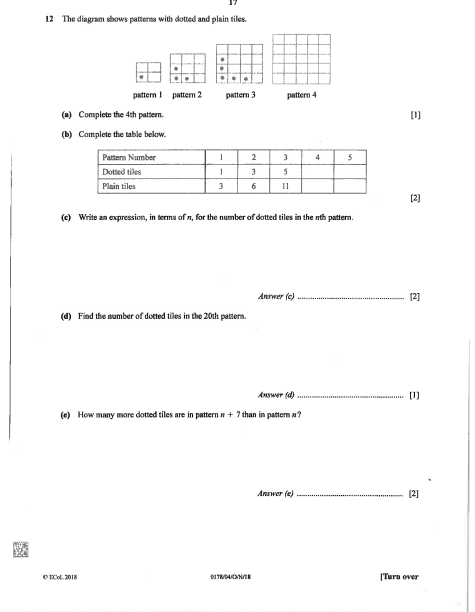 17
12 The diagram shows patterns with dotted and plain tiles.
pattern 1 pattern 2 pattern 3 pattern 4
(a) Complete the 4th pattern. [1]
(b) Complete the table below.
Pattern Number 1 2 3 4 5
Dotted tiles 1 3 5
Plain tiles 3 6 11
[2]
(c) Write an expression, in terms of n, for the number of dotted tiles in the nth pattern.
Answer (c) ................................................... [2]
(d) Find the number of dotted tiles in the 20th pattern.
Answer (d) ................................................... [1]
(e) How many more dotted tiles are in pattern n + 7 than in pattern n?
Answer (e) ................................................... [2]
© ECoL 2018 0178/04/O/N/18 [Turn over